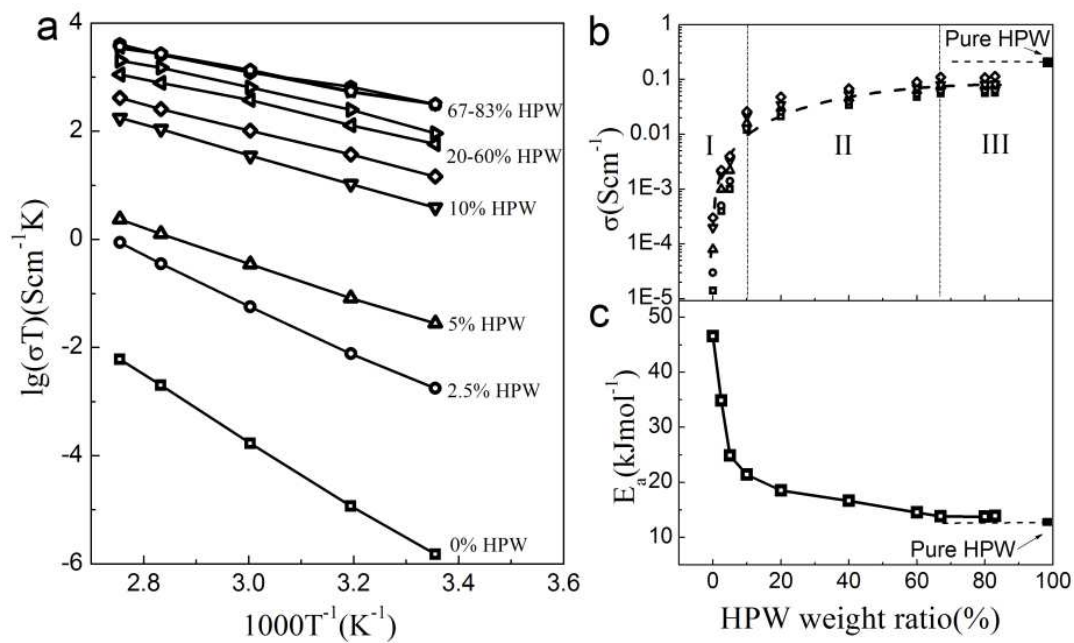 a
4
2
0
-2
-4
-6
lg(σT)(Scm⁻¹K)
67-83% HPW
20-60% HPW
10% HPW
5% HPW
2.5% HPW
0% HPW
2.8
3.0
3.2
3.4
3.6
1000T⁻¹(K⁻¹)
b
1
0.1
0.01
1E-3
1E-4
1E-5
σ(Scm⁻¹)
Pure HPW
I
II
III
c
50
40
30
20
10
Eₐ(kJmol⁻¹)
Pure HPW
0
20
40
60
80
100
HPW weight ratio(%)